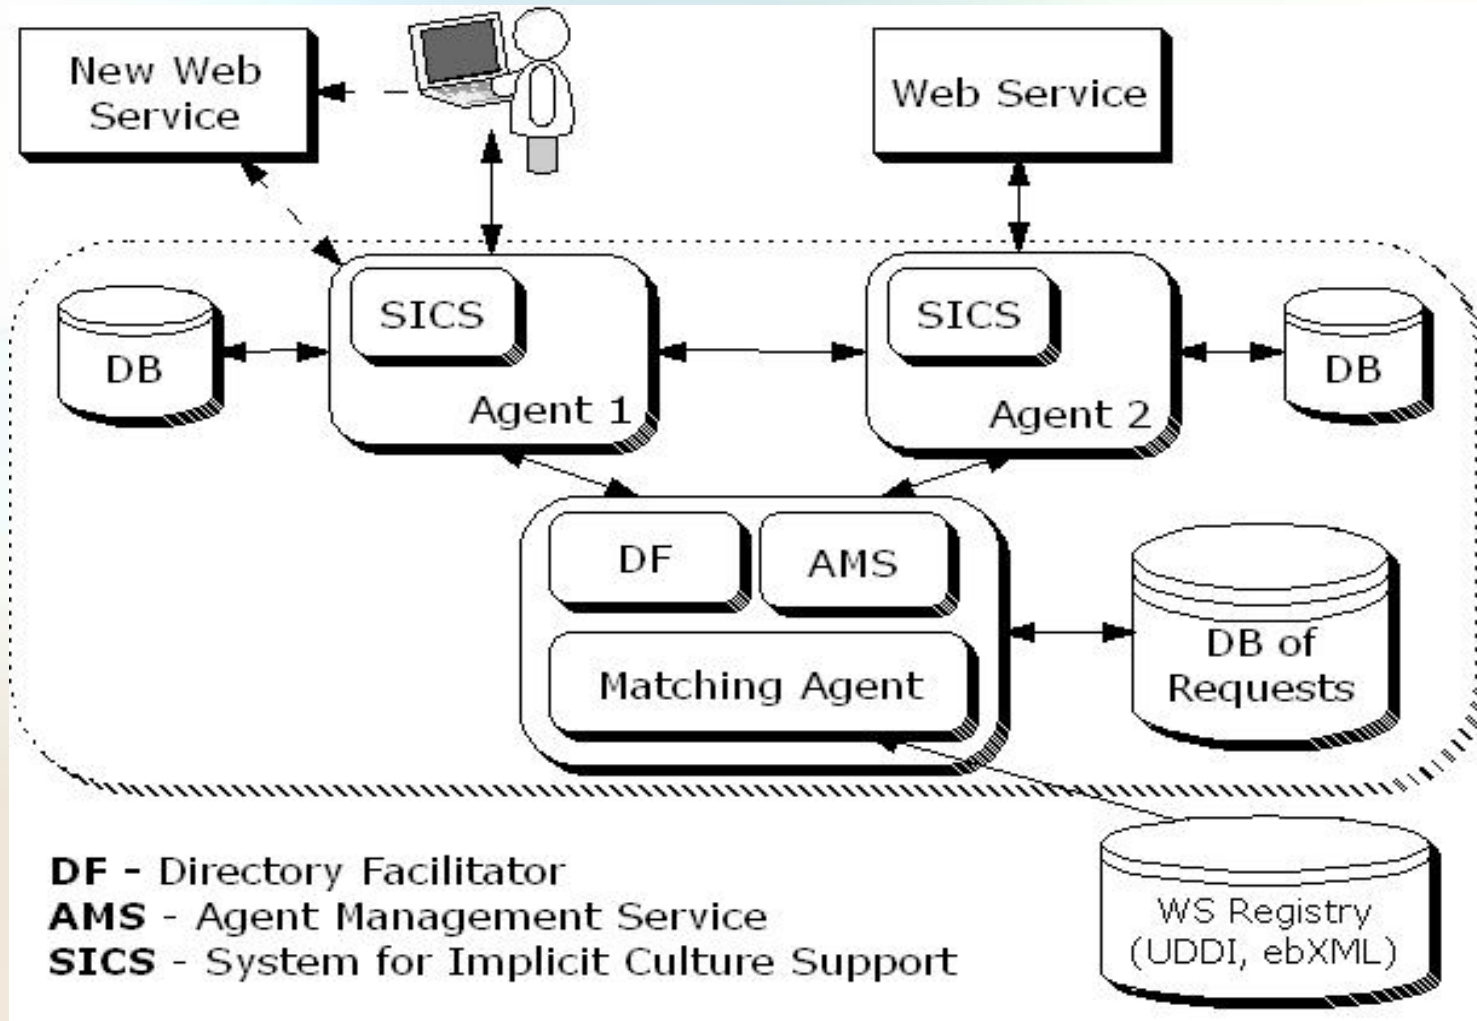 New Web
Service
Web Service
SICS
SICS
DB
DB
Agent 1
Agent 2
DF
AMS
DB of
Requests
Matching Agent
WS Registry
(UDDI, ebXML)
DF - Directory Facilitator
AMS - Agent Management Service
SICS - System for Implicit Culture Support